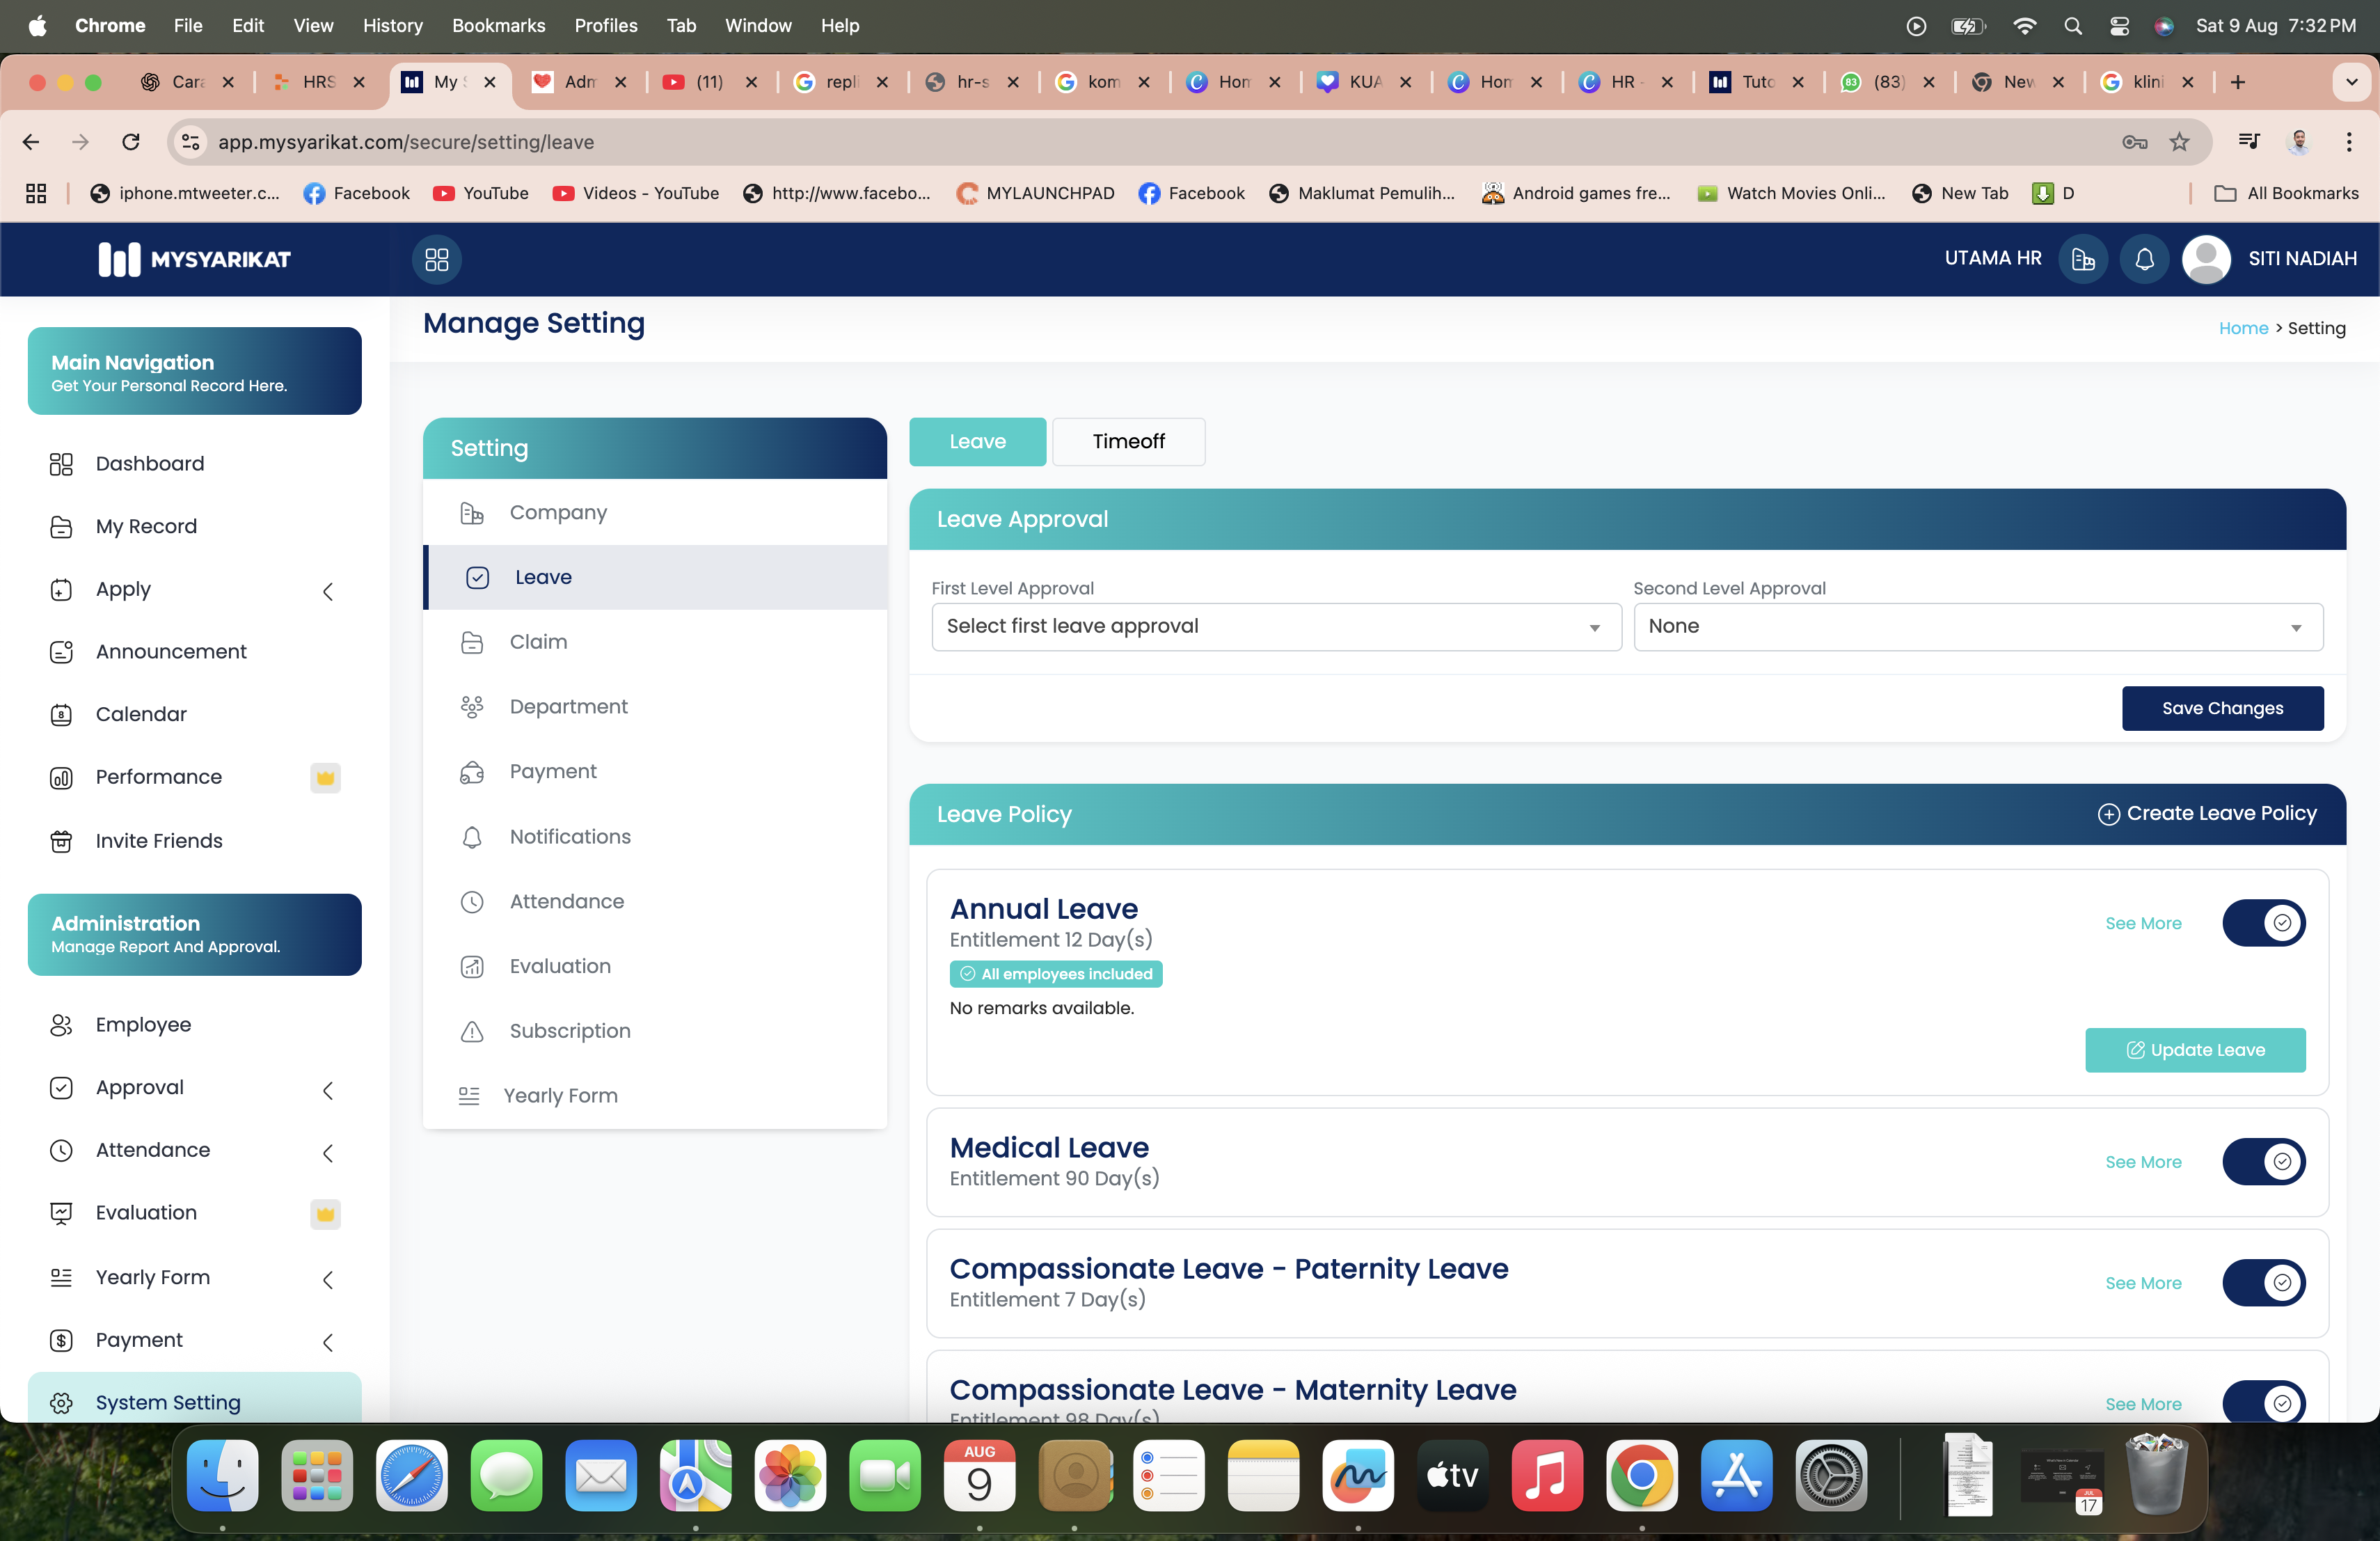 Chrome File Edit View History Bookmarks Profiles Tab Window Help
Sat 9 Aug 7:32 PM
Cara HRS My S Adm (11) repli hr-s kom Hom KUA Hom HR - Tuto (83) New klini
app.mysyarikat.com/secure/setting/leave
iphone.mtweeter.c... Facebook YouTube Videos - YouTube http://www.facebo... MYLAUNCHPAD Facebook Maklumat Pemulih... Android games fre... Watch Movies Onli... New Tab D All Bookmarks
MYSYARIKAT
UTAMA HR
SITI NADIAH
Manage Setting
Home > Setting
Main Navigation
Get Your Personal Record Here.
Dashboard
My Record
Apply
Announcement
Calendar
8
Performance
Invite Friends
Administration
Manage Report And Approval.
Employee
Approval
Attendance
Evaluation
Yearly Form
Payment
System Setting
Setting
Company
Leave
Claim
Department
Payment
Notifications
Attendance
Evaluation
Subscription
Yearly Form
Leave
Timeoff
Leave Approval
First Level Approval
Select first leave approval
Second Level Approval
None
Save Changes
Leave Policy
Create Leave Policy
Annual Leave
Entitlement 12 Day(s)
All employees included
No remarks available.
See More
Update Leave
Medical Leave
Entitlement 90 Day(s)
See More
Compassionate Leave - Paternity Leave
Entitlement 7 Day(s)
See More
Compassionate Leave - Maternity Leave
Entitlement 98 Day(s)
See More
AUG
9
tv
JUL
17